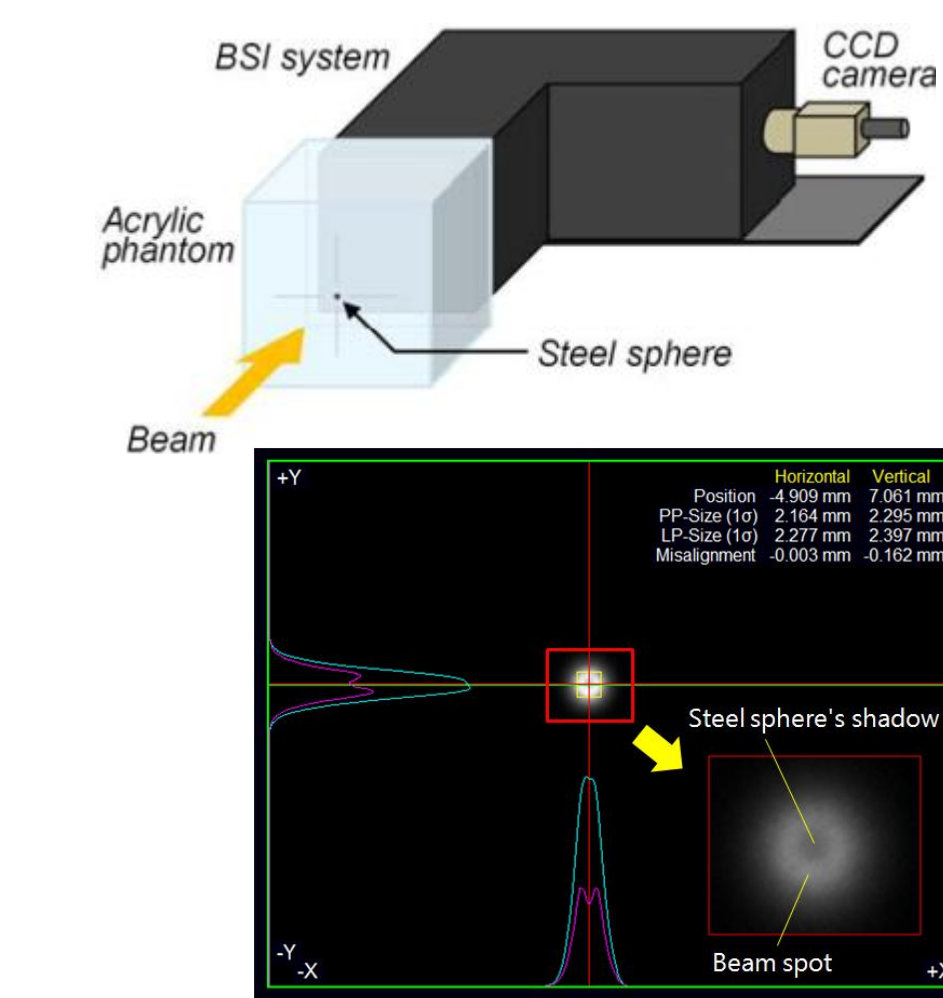 BSI system
CCD
camera
Acrylic
phantom
Steel sphere
Beam
+Y
Horizontal Vertical
Position -4.909 mm 7.061 mm
PP-Size (1σ) 2.164 mm 2.295 mm
LP-Size (1σ) 2.277 mm 2.397 mm
Misalignment -0.003 mm -0.162 mm
Steel sphere's shadow
Beam spot
-Y
-X
+X